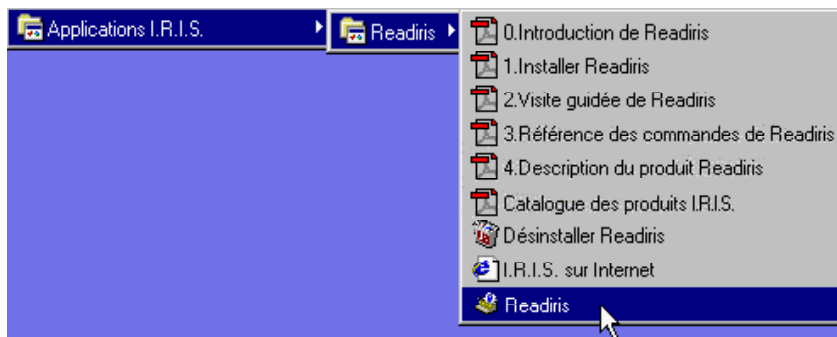 Applications I.R.I.S.
Readiris
0.Introduction de Readiris
1.Installer Readiris
2.Visite guidée de Readiris
3.Référence des commandes de Readiris
4.Description du produit Readiris
Catalogue des produits I.R.I.S.
Désinstaller Readiris
I.R.I.S. sur Internet
Readiris